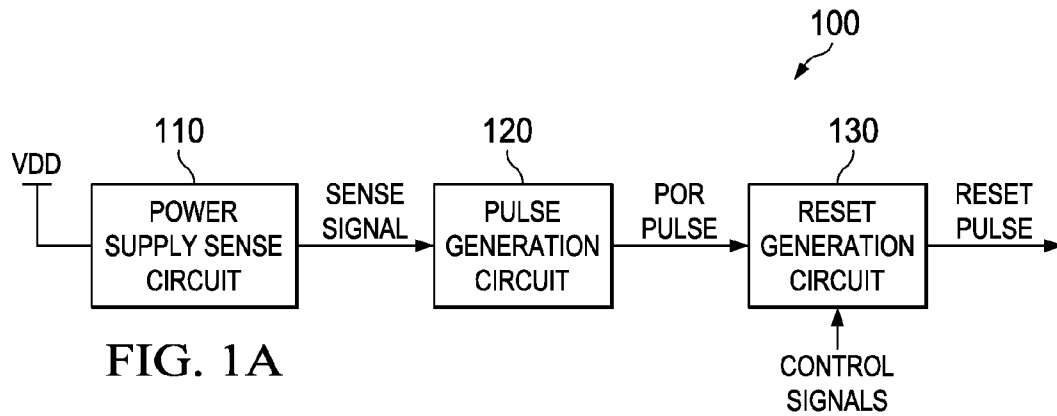 100
110
120
130
VDD
POWER
SUPPLY SENSE
CIRCUIT
SENSE
SIGNAL
PULSE
GENERATION
CIRCUIT
POR
PULSE
RESET
GENERATION
CIRCUIT
RESET
PULSE
FIG. 1A
CONTROL
SIGNALS